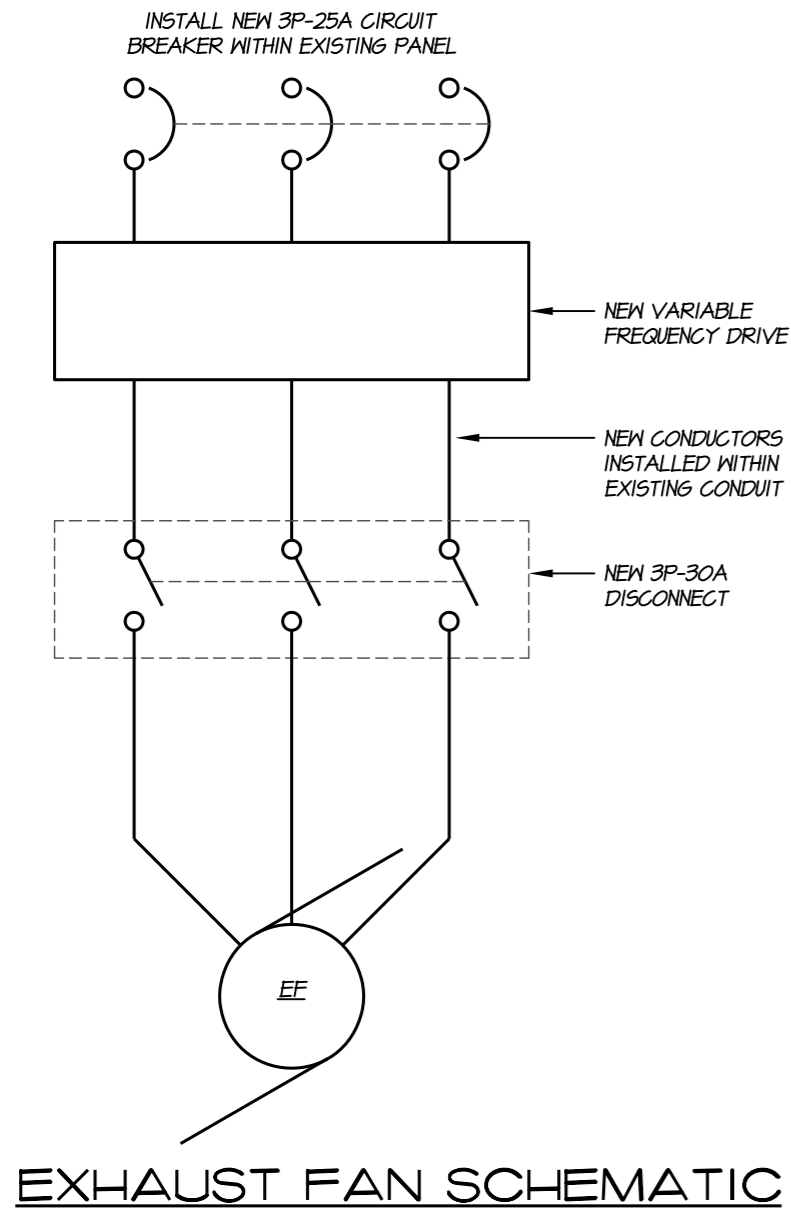 INSTALL NEW 3P-25A CIRCUIT
BREAKER WITHIN EXISTING PANEL
NEW VARIABLE
FREQUENCY DRIVE
NEW CONDUCTORS
INSTALLED WITHIN
EXISTING CONDUIT
NEW 3P-30A
DISCONNECT
EF
EXHAUST FAN SCHEMATIC